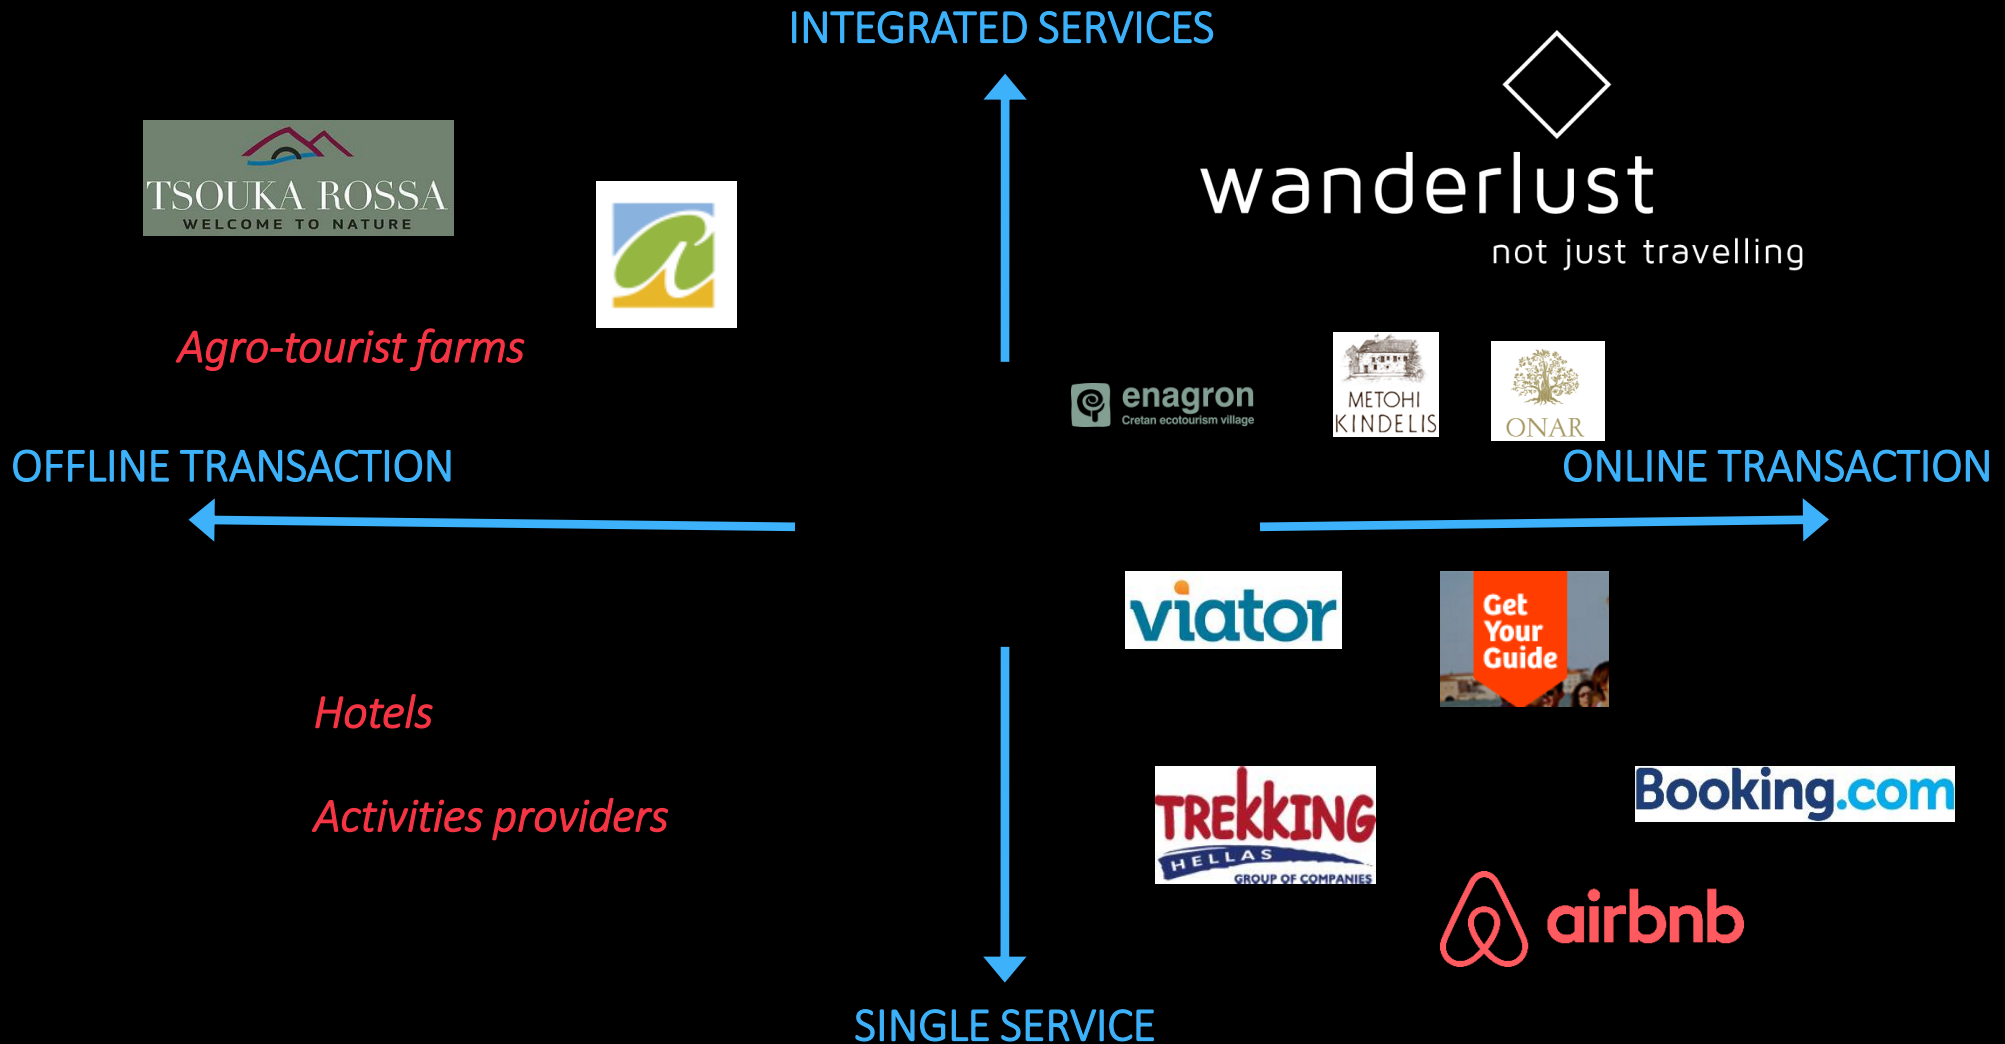 INTEGRATED SERVICES
TSOUKA ROSSA
WELCOME TO NATURE
a
wanderlust
not just travelling
Agro-tourist farms
enagron
Cretan ecotourism village
METOHI
KINDELIS
ONAR
OFFLINE TRANSACTION
ONLINE TRANSACTION
viator
Get
Your
Guide
Hotels
Activities providers
TREKKING
HELLAS
GROUP OF COMPANIES
Booking.com
airbnb
SINGLE SERVICE